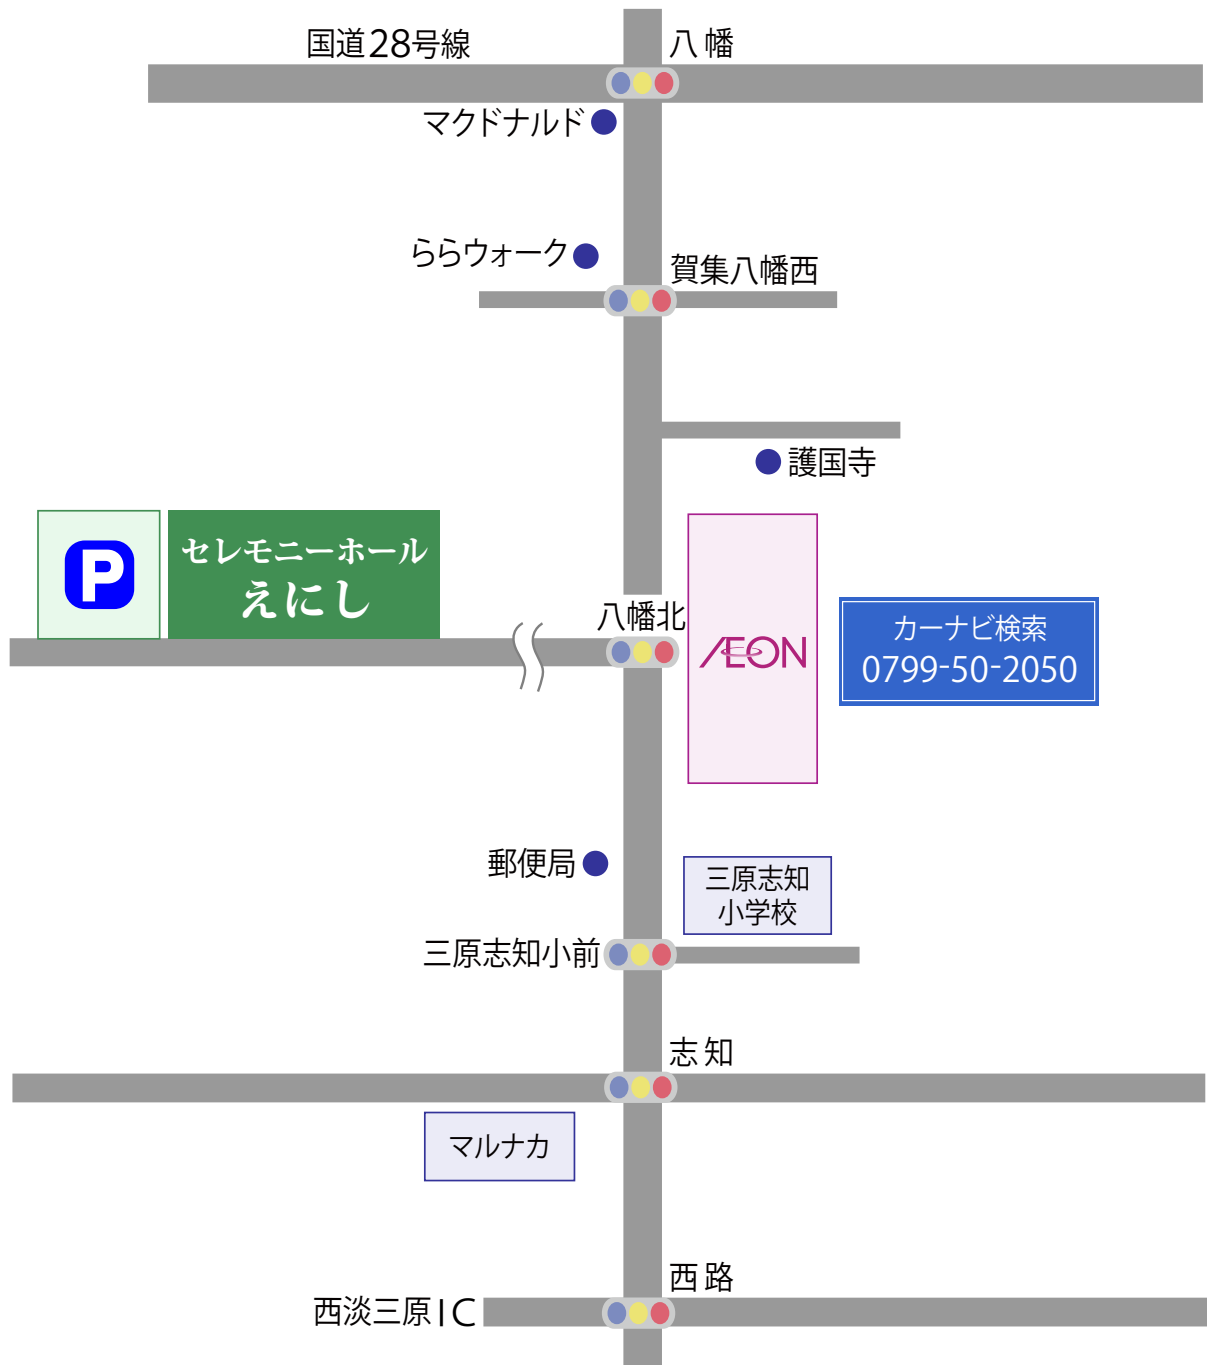 国道28号線
八幡
マクドナルド
ららウォーク
賀集八幡西
護国寺
P
セレモニーホール
えにし
八幡北
ÆON
カーナビ検索
0799-50-2050
郵便局
三原志知
小学校
三原志知小前
志知
マルナカ
西路
西淡三原IC